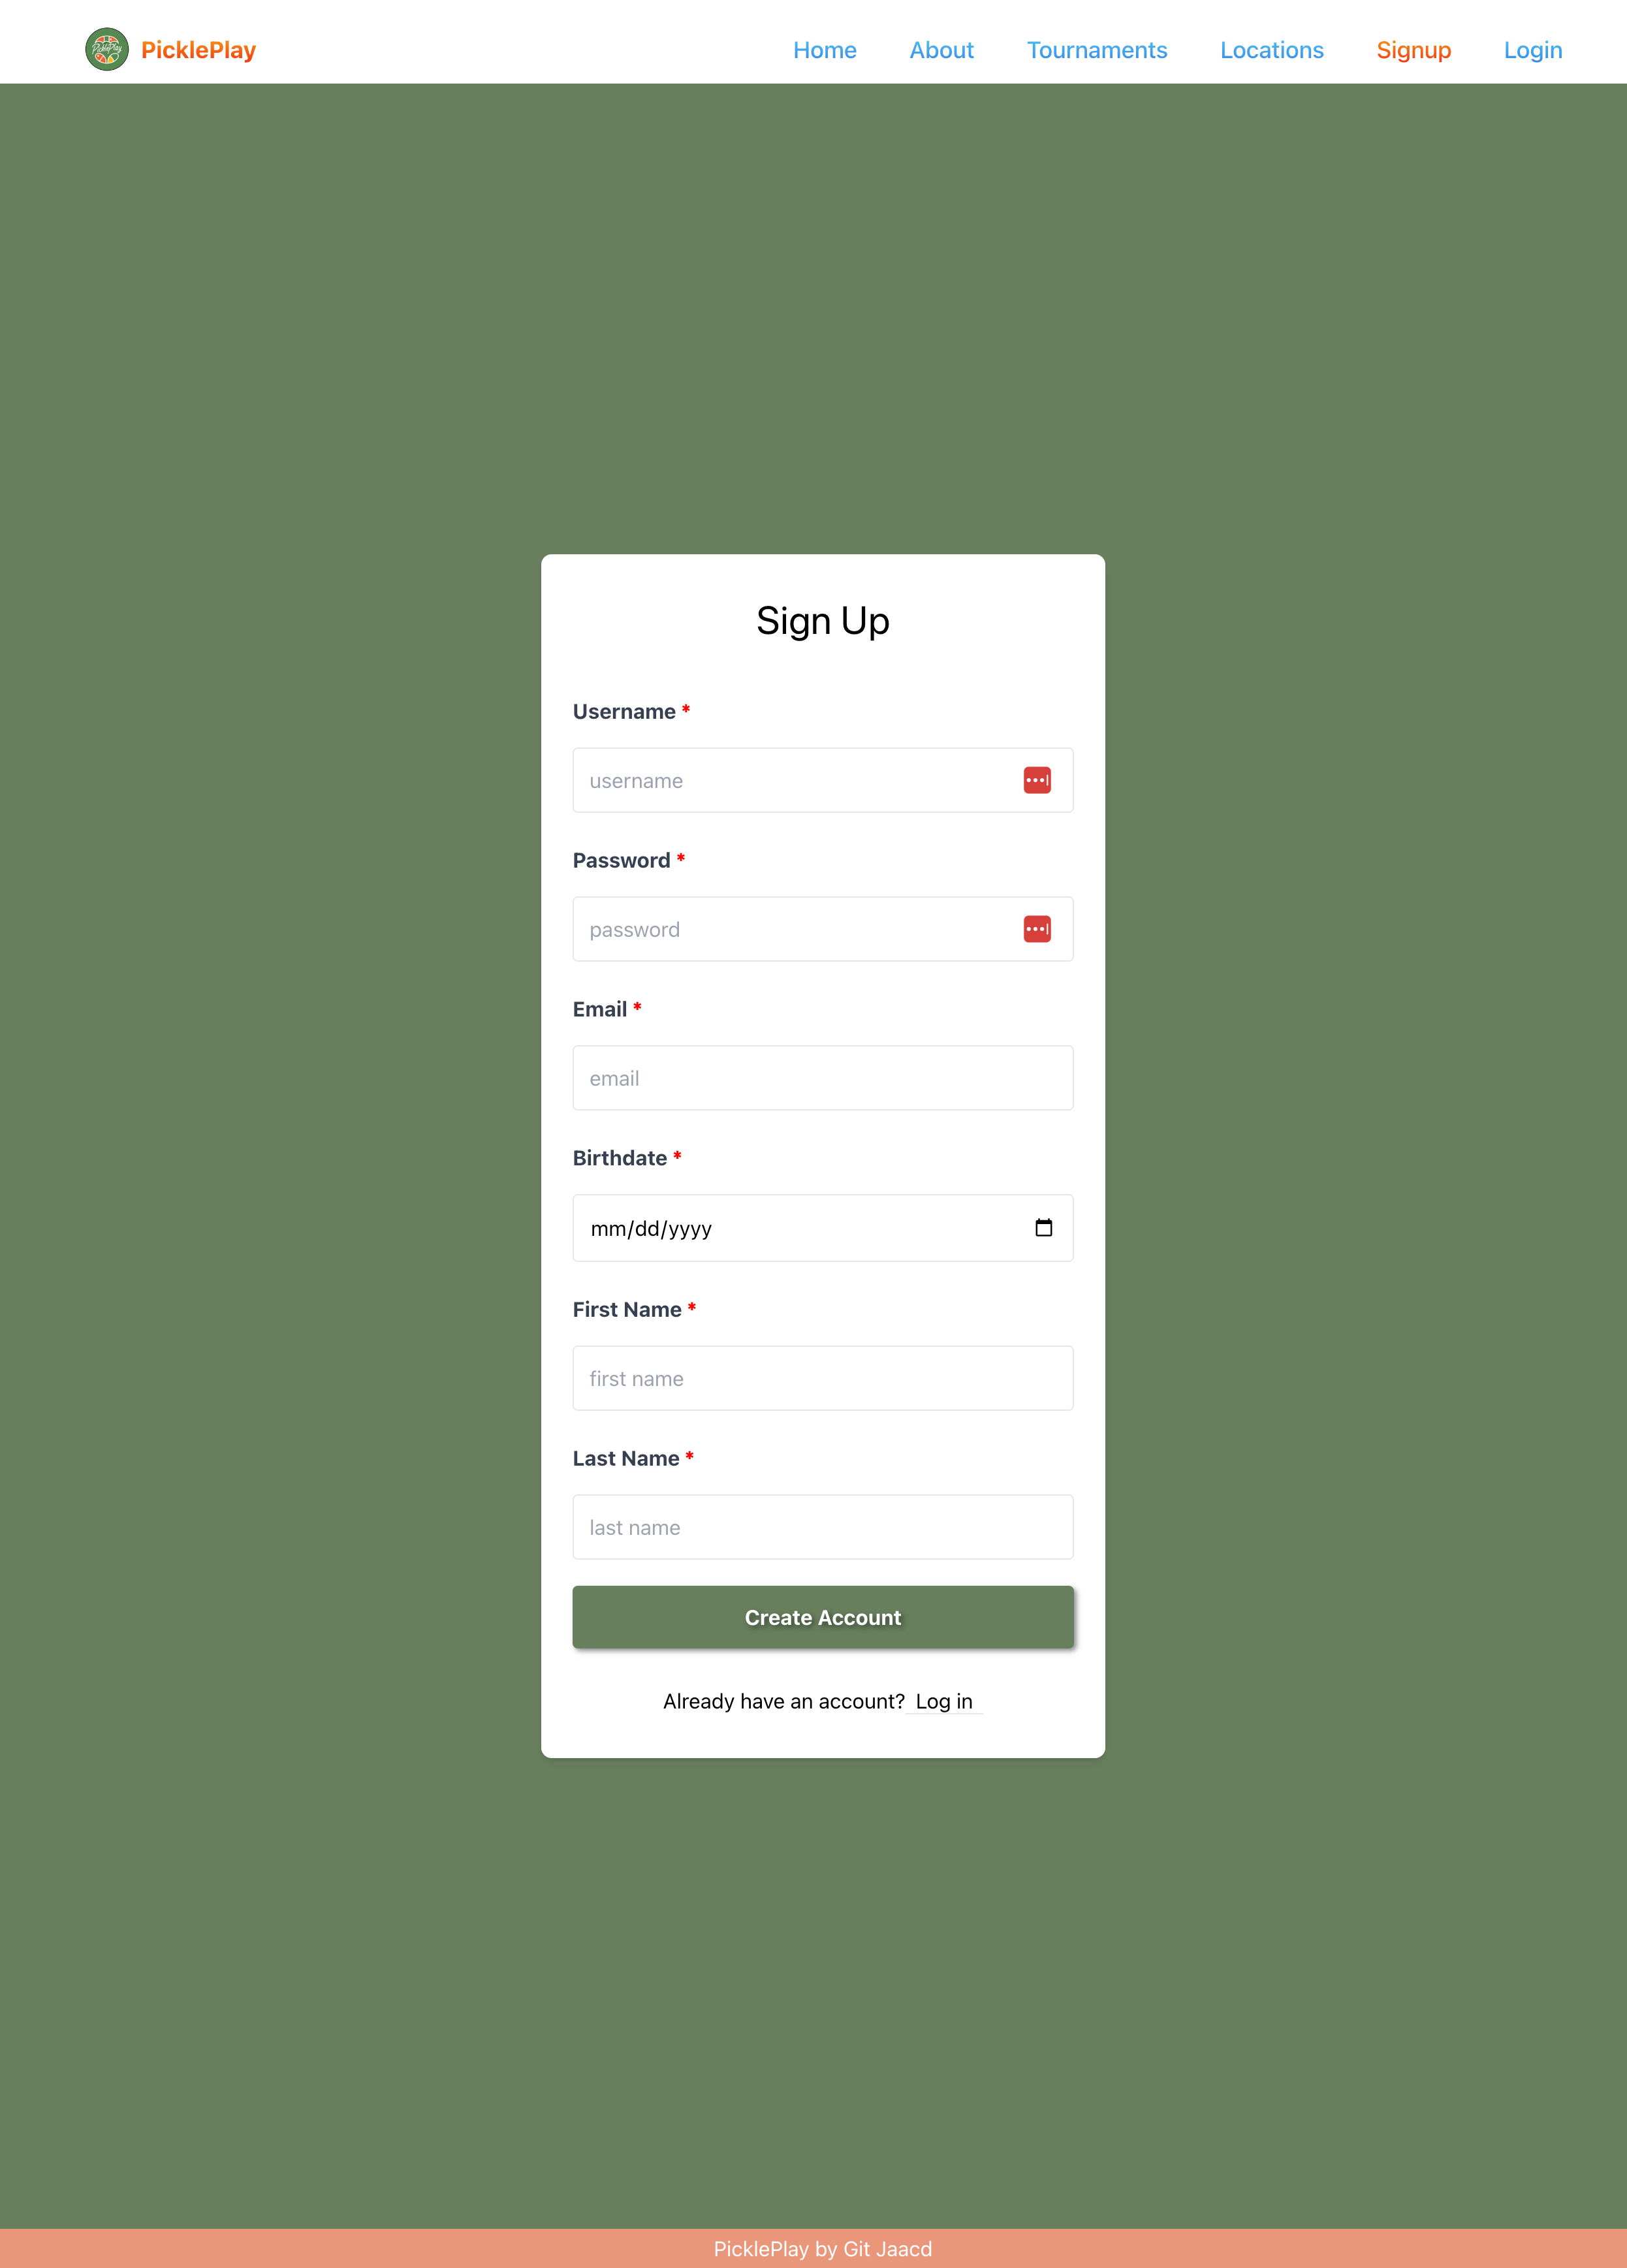 PicklePlay
PicklePlay Home About Tournaments Locations Signup Login
Sign Up
Username *
username
Password *
password
Email *
email
Birthdate *
mm/dd/yyyy
First Name *
first name
Last Name *
last name
Create Account
Already have an account? Log in
PicklePlay by Git Jaacd